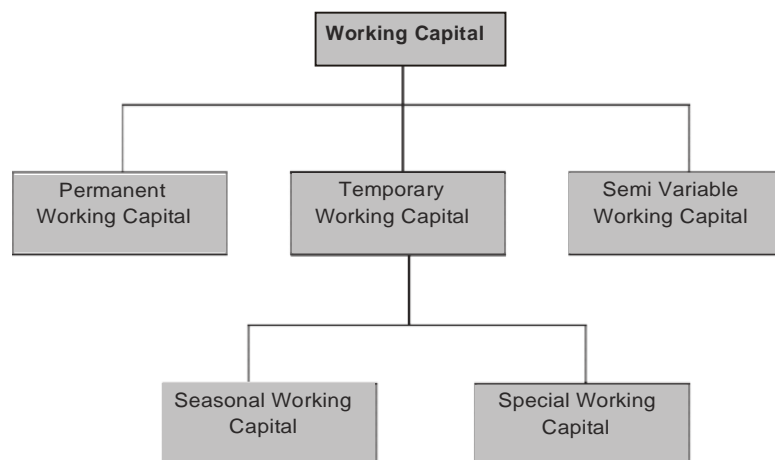 Working Capital
Permanent
Working Capital
Temporary
Working Capital
Semi Variable
Working Capital
Seasonal Working
Capital
Special Working
Capital